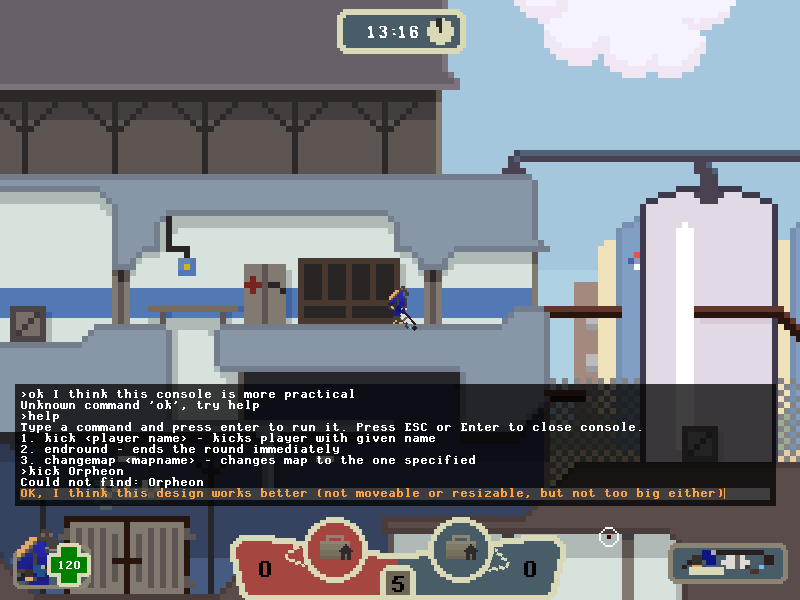 13:16
>ok I think this console is more practical
Unknown command 'ok', try help
>help
Type a command and press enter to run it. Press ESC or Enter to close console.
1. kick <player name> - kicks player with given name
2. endround - ends the round immediately
3. changemap <mapname> - changes map to the one specified
>kick Orpheon
Could not find: Orpheon
OK, I think this design works better (not moveable or resizable, but not too big either)
120
0
5
0